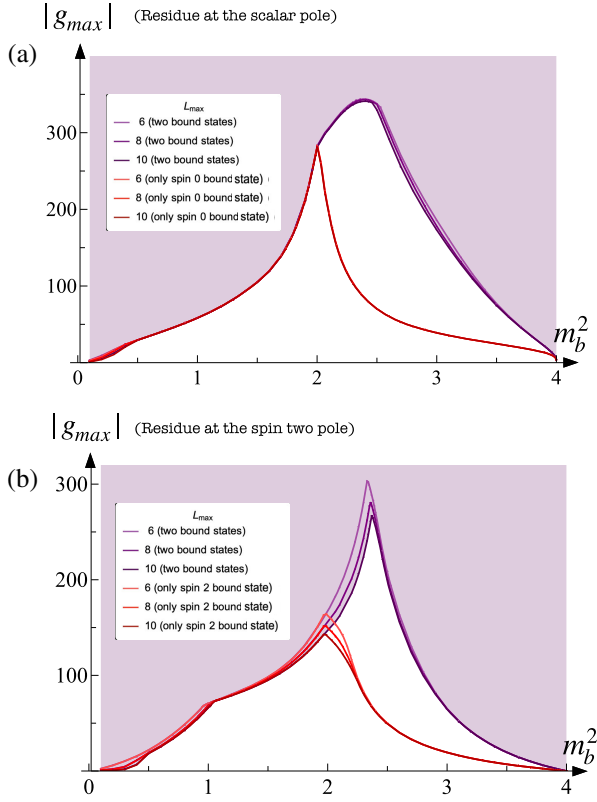 |g_max| (Residue at the scalar pole)
(a)
300
200
100
L_max
6 (two bound states)
8 (two bound states)
10 (two bound states)
6 (only spin 0 bound state)
8 (only spin 0 bound state)
10 (only spin 0 bound state)
m_b^2
0 1 2 3 4
|g_max| (Residue at the spin two pole)
(b)
300
200
100
L_max
6 (two bound states)
8 (two bound states)
10 (two bound states)
6 (only spin 2 bound state)
8 (only spin 2 bound state)
10 (only spin 2 bound state)
m_b^2
0 1 2 3 4